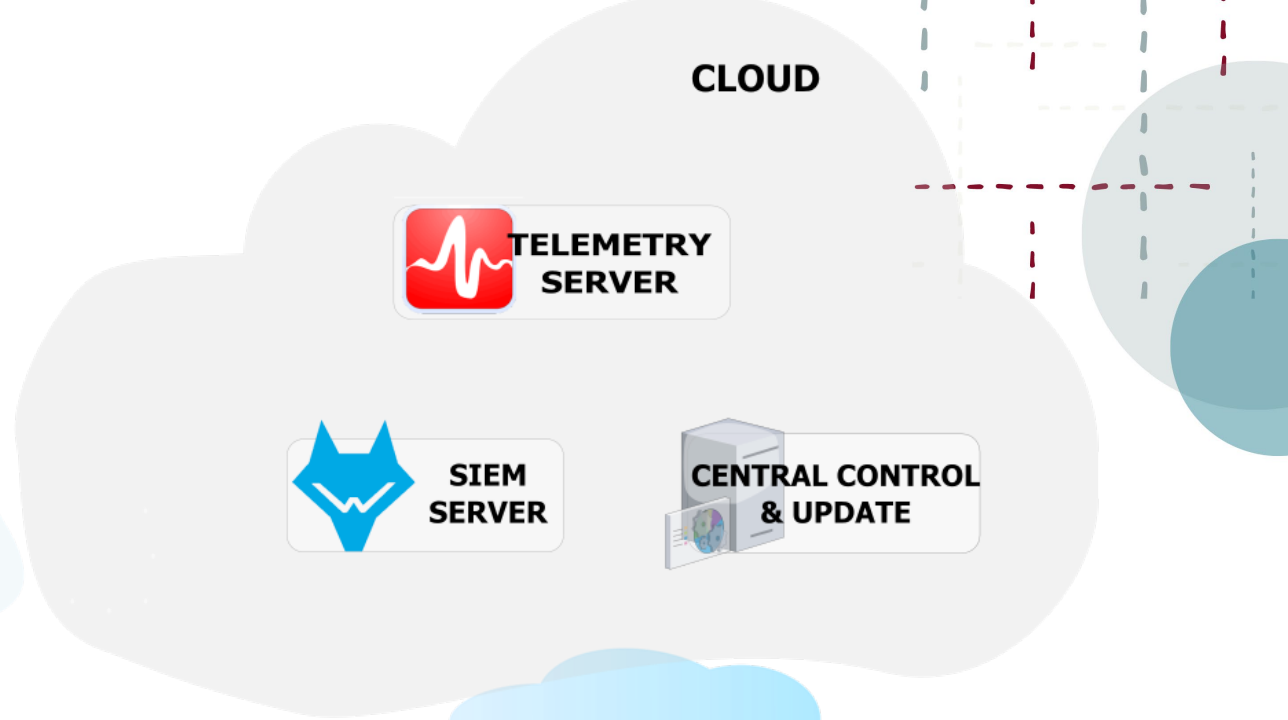 CLOUD
TELEMETRY
SERVER
SIEM
SERVER
CENTRAL CONTROL
& UPDATE